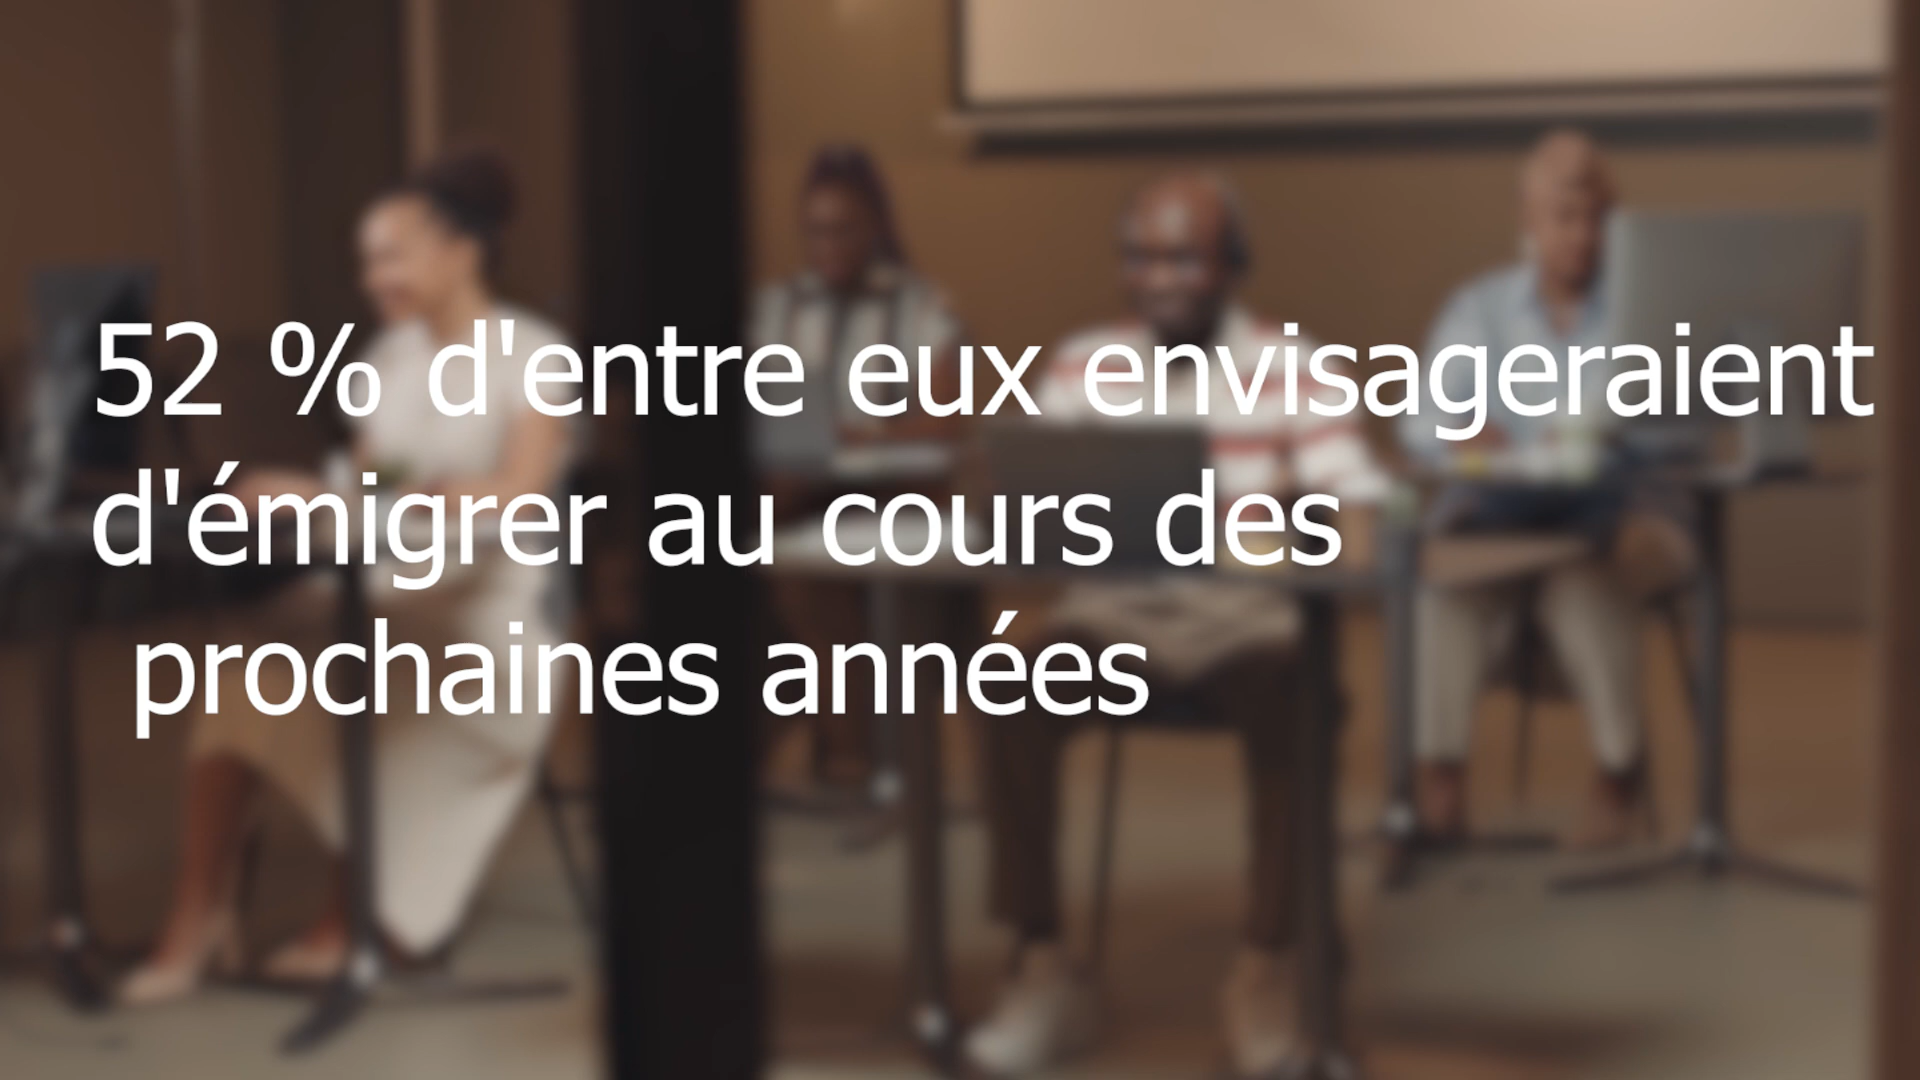 52 % d'entre eux envisageraient
d'émigrer au cours des
prochaines années